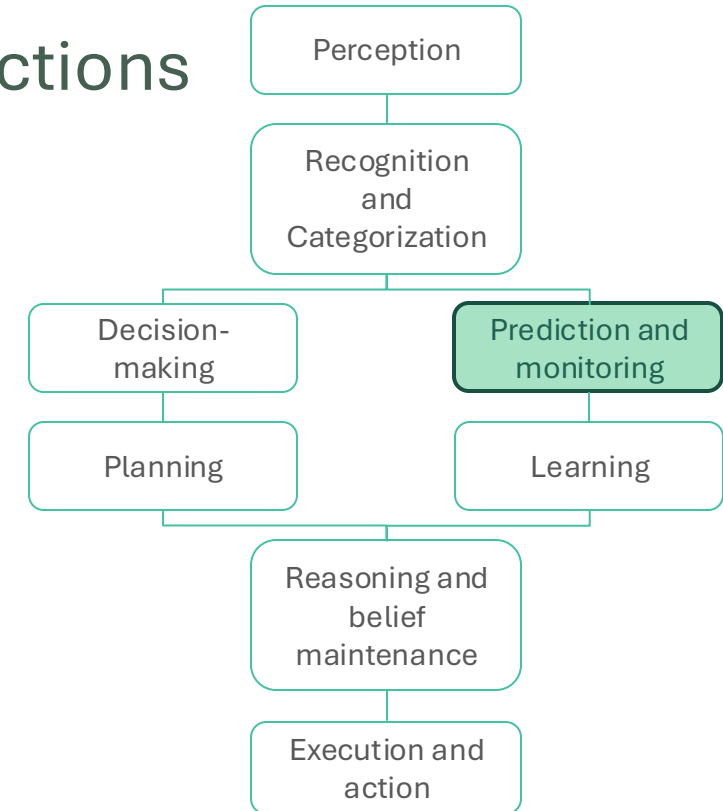 ctions
Perception
Recognition
and
Categorization
Decision-
making
Prediction and
monitoring
Planning
Learning
Reasoning and
belief
maintenance
Execution and
action